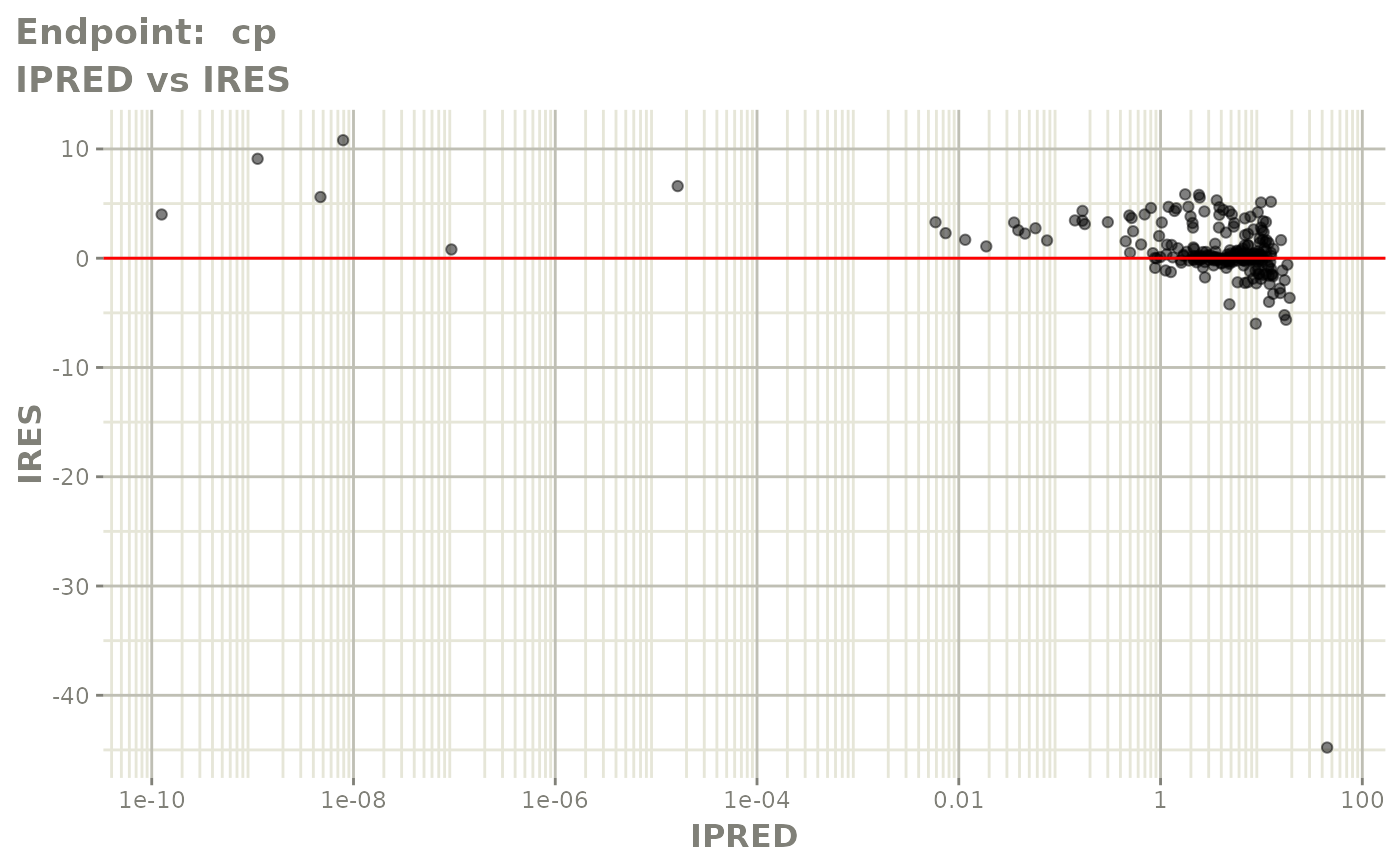 Endpoint:  cp
IPRED vs IRES
10
0
-10
-20
-30
-40
IRES
1e-10
1e-08
1e-06
1e-04
0.01
1
100
IPRED